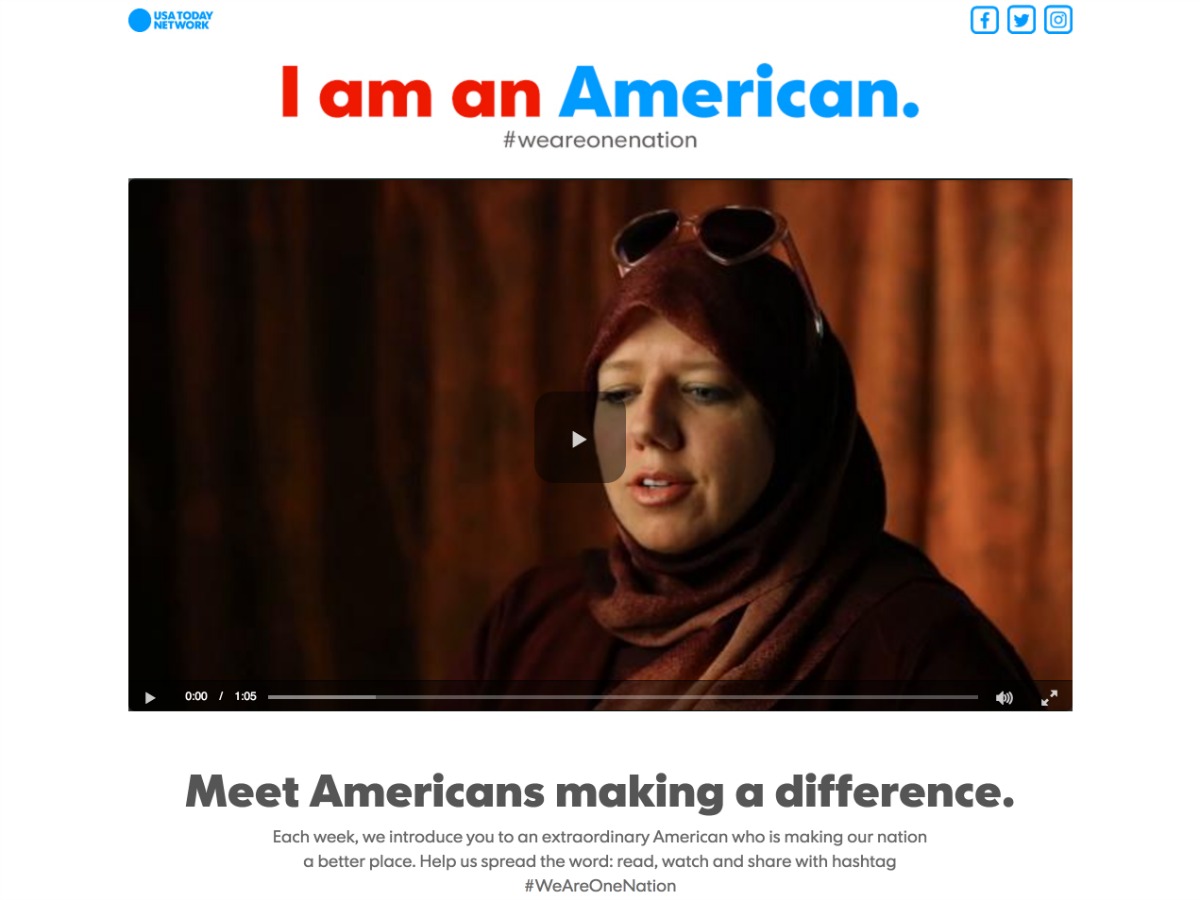 USA TODAY
NETWORK
I am an American.
#weareonenation
0:00 / 1:05
Meet Americans making a difference.
Each week, we introduce you to an extraordinary American who is making our nation
a better place. Help us spread the word: read, watch and share with hashtag
#WeAreOneNation